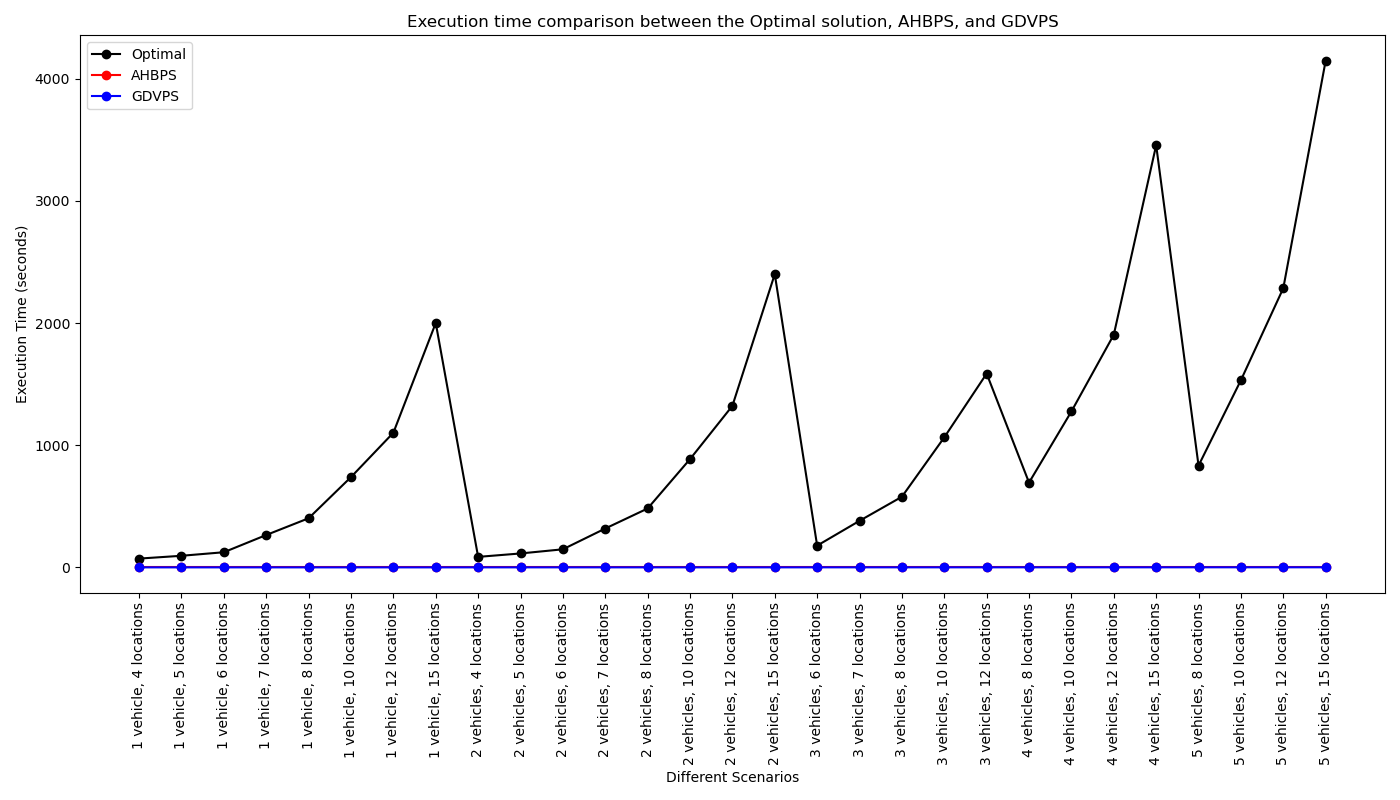 Execution time comparison between the Optimal solution, AHBPS, and GDVPS
Optimal
AHBPS
GDVPS
Execution Time (seconds)
4000
3000
2000
1000
0
1 vehicle, 4 locations
1 vehicle, 5 locations
1 vehicle, 6 locations
1 vehicle, 7 locations
1 vehicle, 8 locations
1 vehicle, 10 locations
1 vehicle, 12 locations
1 vehicle, 15 locations
2 vehicles, 4 locations
2 vehicles, 5 locations
2 vehicles, 6 locations
2 vehicles, 7 locations
2 vehicles, 8 locations
2 vehicles, 10 locations
2 vehicles, 12 locations
2 vehicles, 15 locations
3 vehicles, 6 locations
3 vehicles, 7 locations
3 vehicles, 8 locations
3 vehicles, 10 locations
3 vehicles, 12 locations
4 vehicles, 8 locations
4 vehicles, 10 locations
4 vehicles, 12 locations
4 vehicles, 15 locations
5 vehicles, 8 locations
5 vehicles, 10 locations
5 vehicles, 12 locations
5 vehicles, 15 locations
Different Scenarios